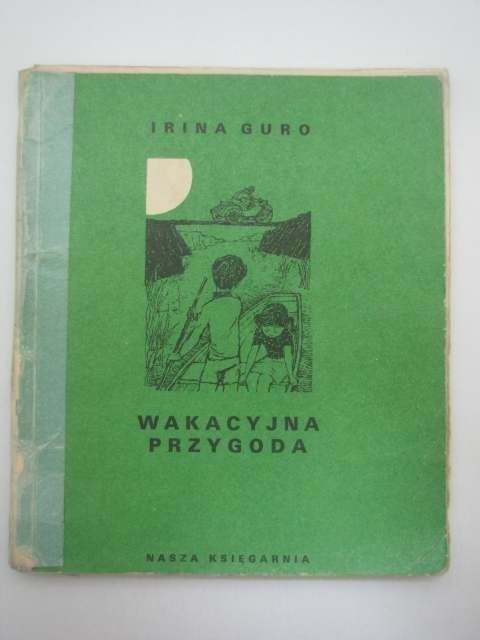 IRINA GURO
WAKACYJNA
PRZYGODA
NASZA KSIĘGARNIA